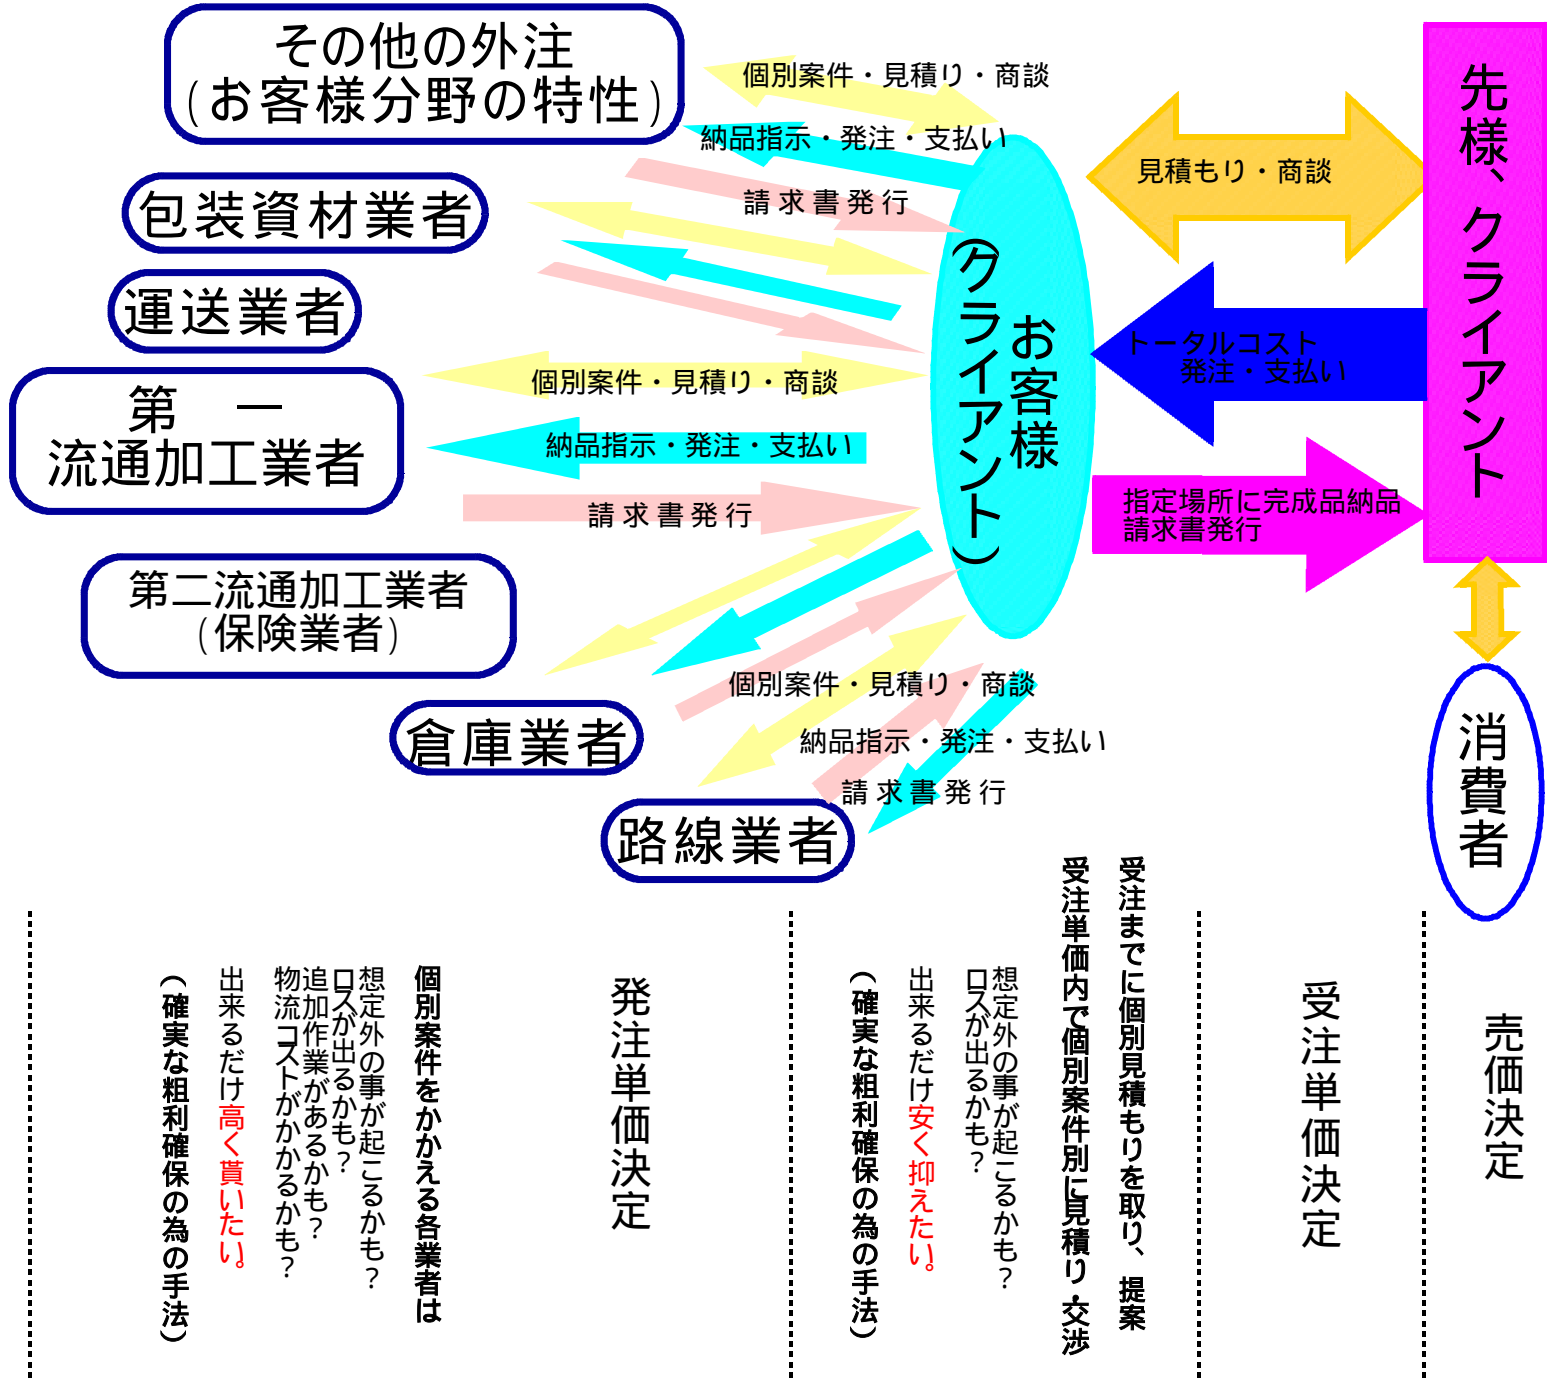 その他の外注
(お客様分野の特性)
包装資材業者
運送業者
第　一
流通加工業者
第二流通加工業者
(保険業者)
倉庫業者
路線業者
個別案件・見積り・商談
納品指示・発注・支払い
請求書発行
個別案件・見積り・商談
納品指示・発注・支払い
請求書発行
個別案件・見積り・商談
納品指示・発注・支払い
請求書発行
お客様
(クライアント)
見積もり・商談
トータルコスト
発注・支払い
指定場所に完成品納品
請求書発行
先様、クライアント
消費者
売価決定
受注単価決定
受注までに個別見積もりを取り、提案
受注単価内で個別案件別に見積り・交渉
想定外の事が起こるかも？
ロスが出るかも？
出来るだけ安く抑えたい。
(確実な粗利確保の為の手法)
発注単価決定
個別案件をかかえる各業者は
想定外の事が起こるかも？
ロスが出るかも？
追加作業があるかも？
物流コストがかかるかも？
出来るだけ高く貰いたい。
(確実な粗利確保の為の手法)